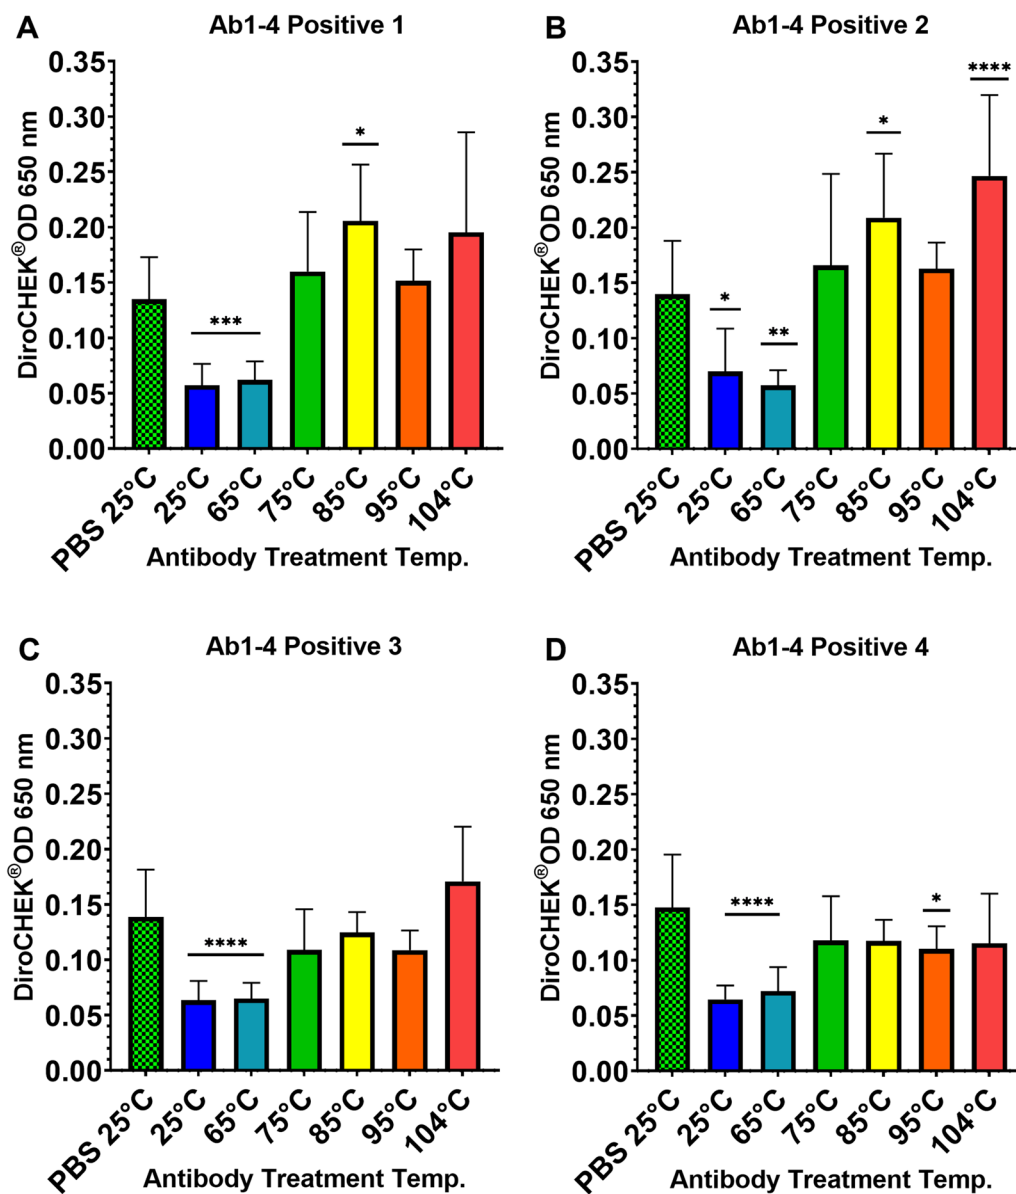 A Ab1-4 Positive 1
DiroCHEK®OD 650 nm
0.35
0.30
0.25
0.20
0.15
0.10
0.05
0.00
*
***
PBS 25°C
25°C
65°C
75°C
85°C
95°C
104°C
Antibody Treatment Temp.
B Ab1-4 Positive 2
DiroCHEK®OD 650 nm
0.35
0.30
0.25
0.20
0.15
0.10
0.05
0.00
****
*
*
**
PBS 25°C
25°C
65°C
75°C
85°C
95°C
104°C
Antibody Treatment Temp.
C Ab1-4 Positive 3
DiroCHEK®OD 650 nm
0.35
0.30
0.25
0.20
0.15
0.10
0.05
0.00
****
PBS 25°C
25°C
65°C
75°C
85°C
95°C
104°C
Antibody Treatment Temp.
D Ab1-4 Positive 4
DiroCHEK®OD 650 nm
0.35
0.30
0.25
0.20
0.15
0.10
0.05
0.00
****
*
PBS 25°C
25°C
65°C
75°C
85°C
95°C
104°C
Antibody Treatment Temp.